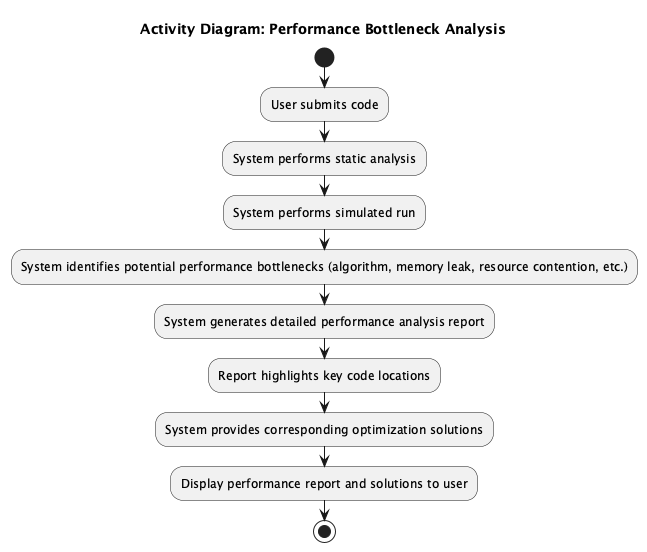 Activity Diagram: Performance Bottleneck Analysis
User submits code
System performs static analysis
System performs simulated run
System identifies potential performance bottlenecks (algorithm, memory leak, resource contention, etc.)
System generates detailed performance analysis report
Report highlights key code locations
System provides corresponding optimization solutions
Display performance report and solutions to user